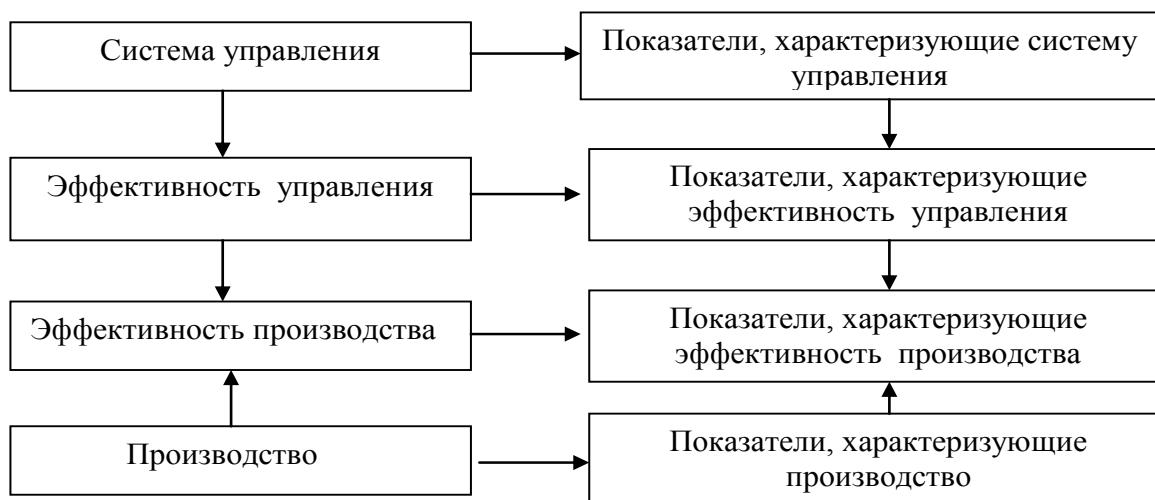 Система управления
Показатели, характеризующие систему
управления
Эффективность управления
Показатели, характеризующие
эффективность управления
Эффективность производства
Показатели, характеризующие
эффективность производства
Производство
Показатели, характеризующие
производство